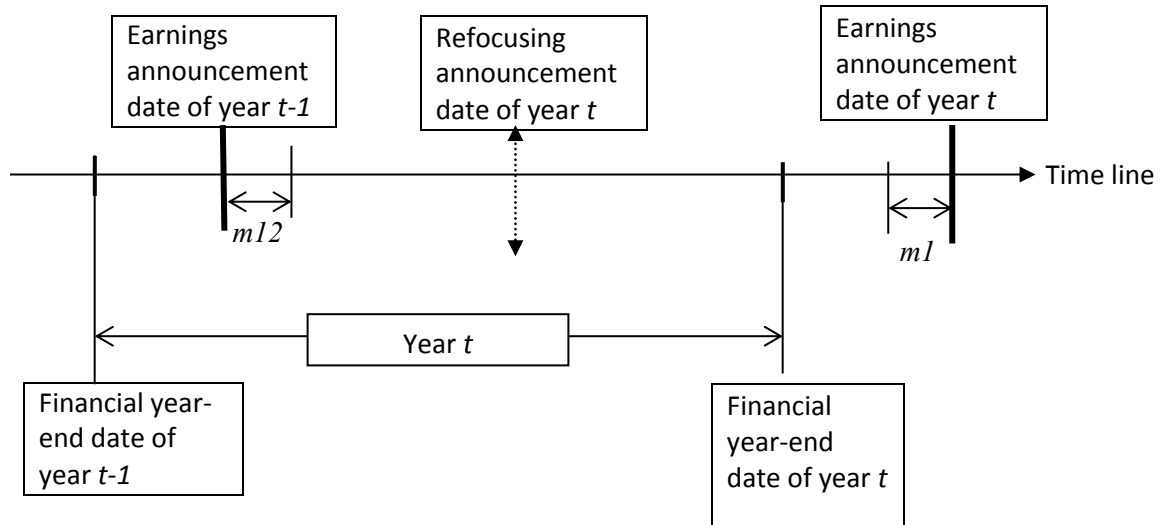 Earnings
announcement
date of year t-1
Refocusing
announcement
date of year t
Earnings
announcement
date of year t
Time line
m12
m1
Year t
Financial year-
end date of
year t-1
Financial
year-end
date of year t